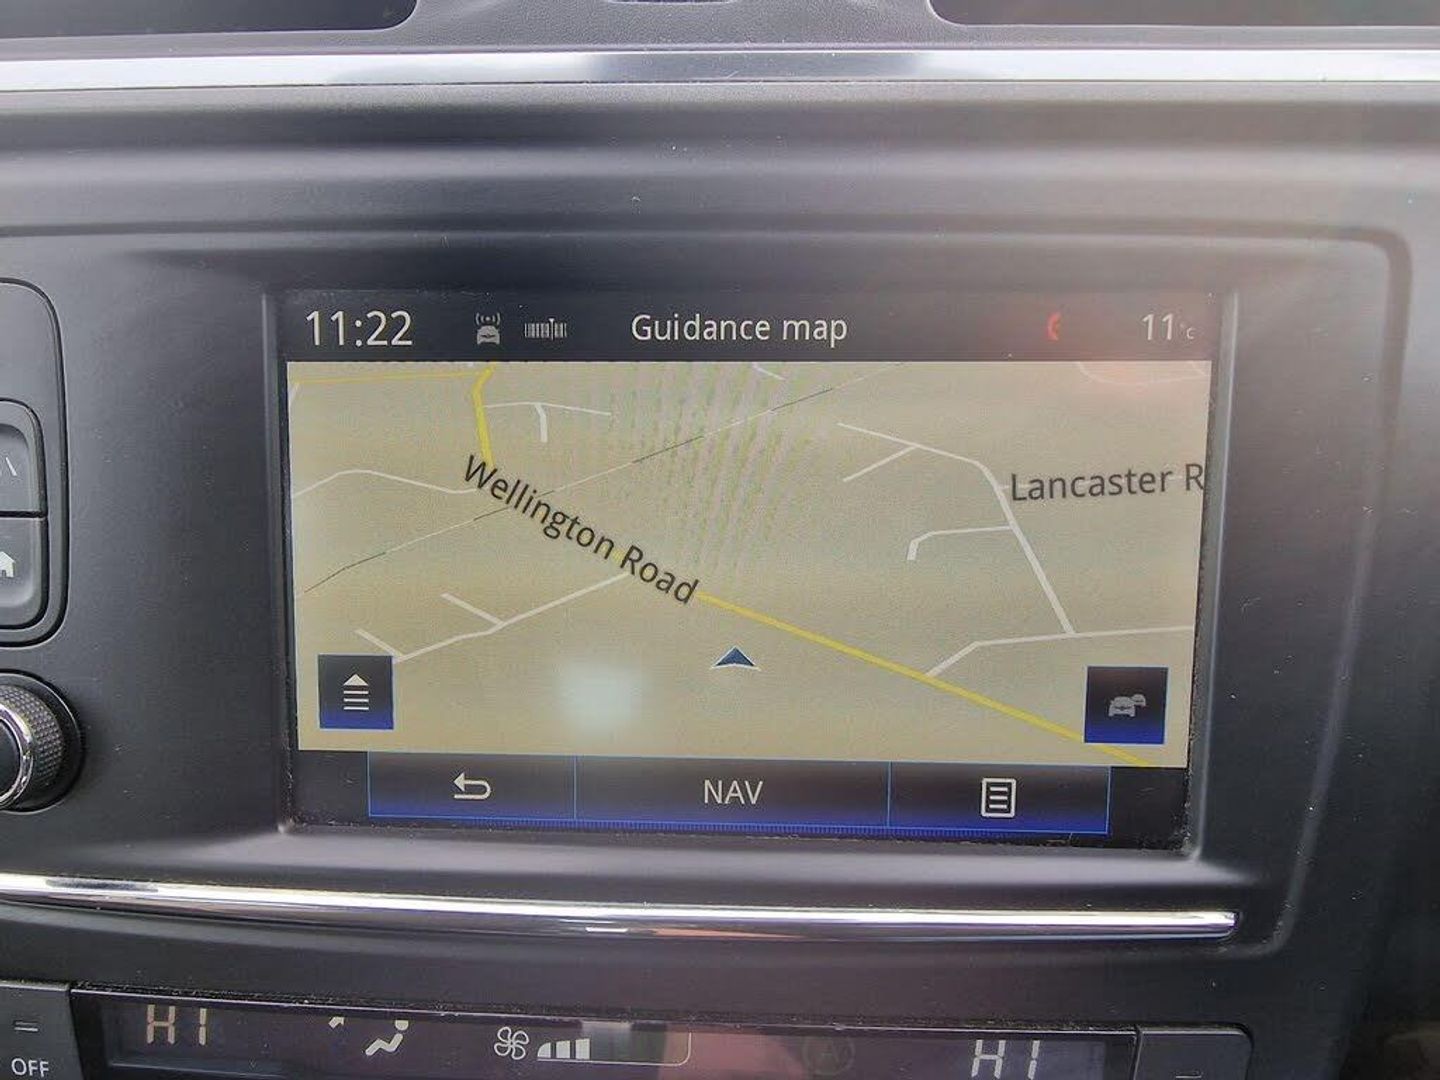 11:22 Guidance map 11°c
Wellington Road
Lancaster R
NAV
HI HI
OFF